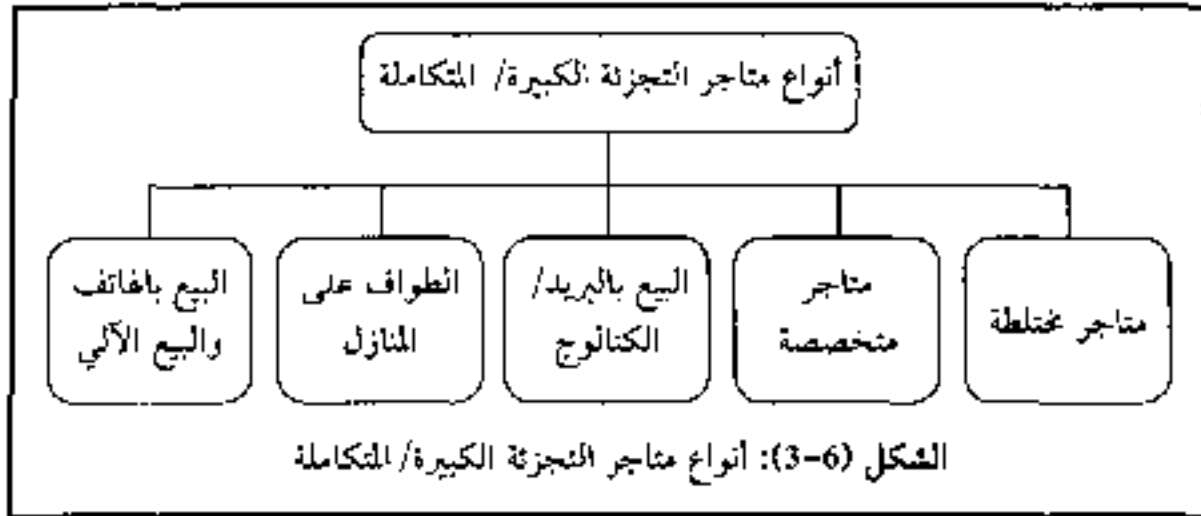 أنواع متاجر التجزئة الكبيرة/ المتكاملة
متاجر مختلطة
متاجر
متخصصة
البيع بالبريد/
الكتالوج
الطواف على
المنازل
البيع بالهاتف
والبيع الآلي
الشكل (6-3): أنواع متاجر التجزئة الكبيرة/ المتكاملة